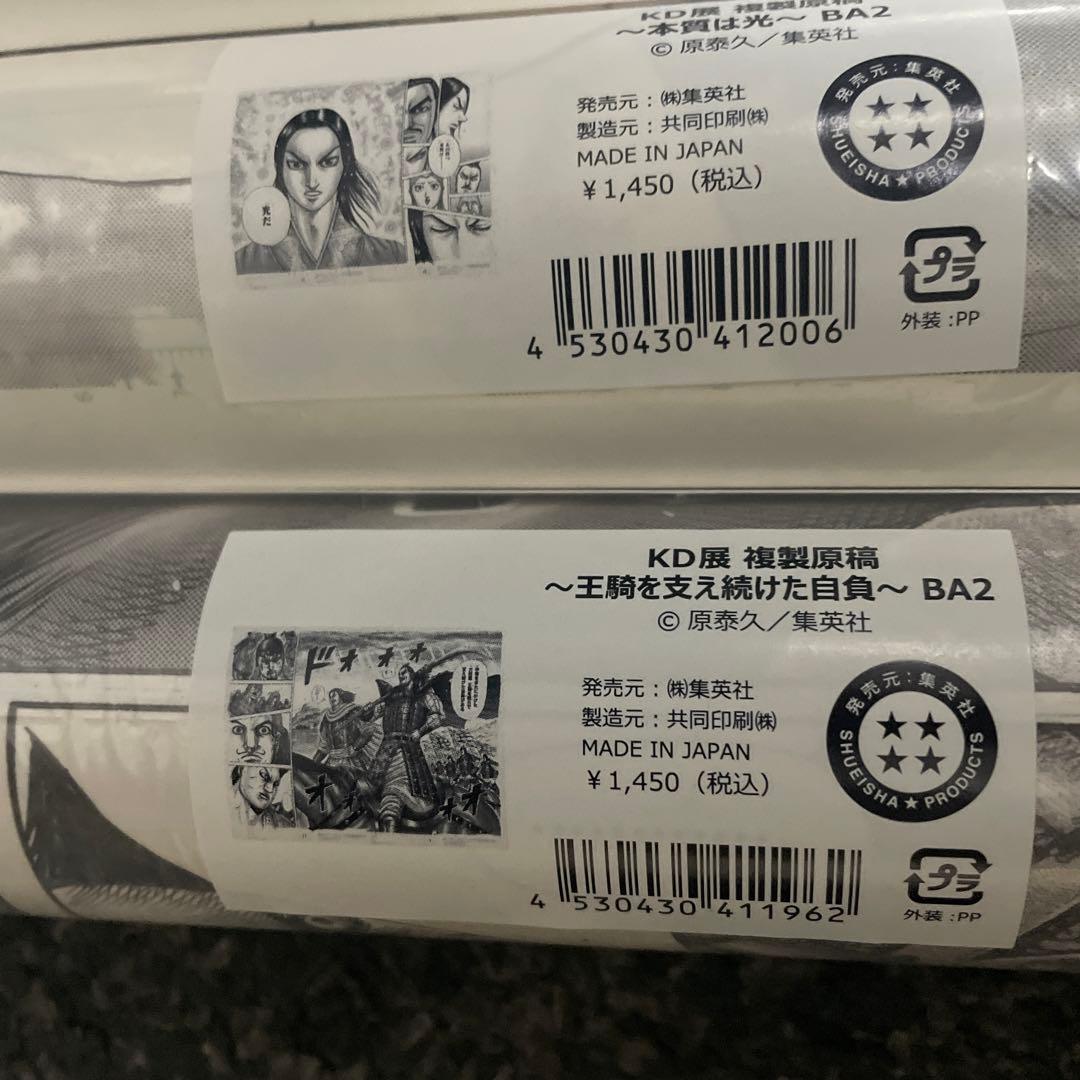 KD展 複製原稿
～本質は光～ BA2
© 原泰久／集英社
発売元：㈱集英社
製造元：共同印刷㈱
MADE IN JAPAN
￥1,450（税込）
発売元：集英社
SHUEISHA★PRODUCTS
光だ
プラ
外装:PP
4 530430 412006
KD展 複製原稿
～王騎を支え続けた自負～ BA2
© 原泰久／集英社
発売元：㈱集英社
製造元：共同印刷㈱
MADE IN JAPAN
￥1,450（税込）
発売元：集英社
SHUEISHA★PRODUCTS
ドォォォ
オォォォ
プラ
外装:PP
4 530430 411962